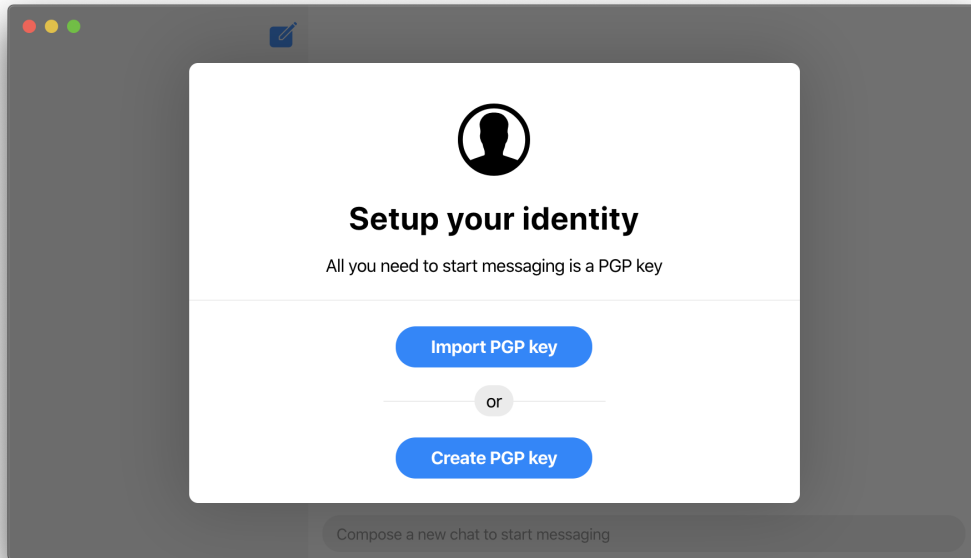 Setup your identity
All you need to start messaging is a PGP key
Import PGP key
or
Create PGP key
Compose a new chat to start messaging